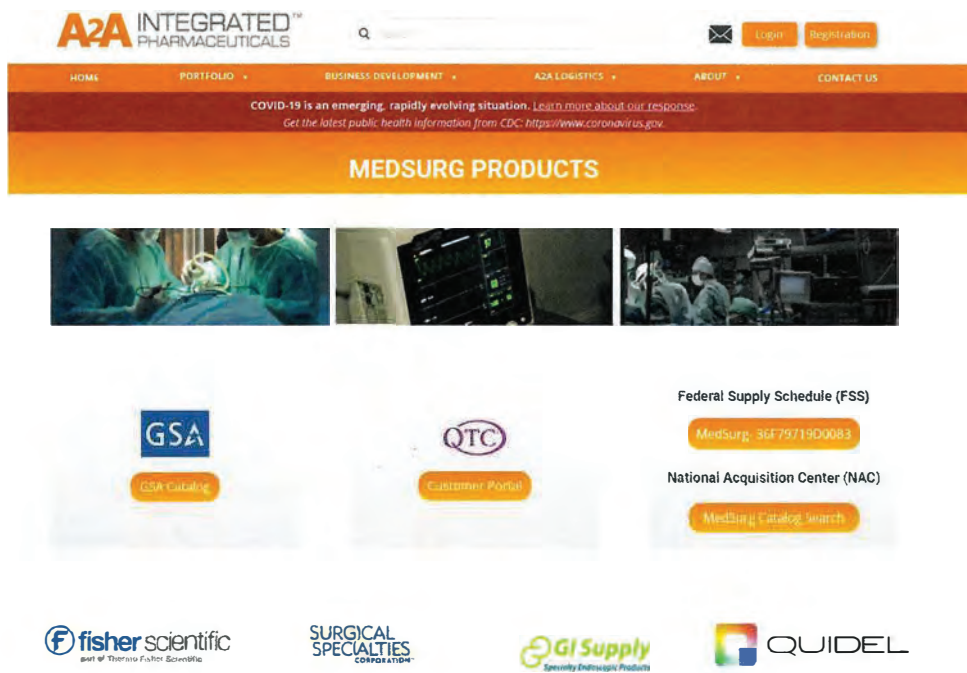 A2A INTEGRATED™
PHARMACEUTICALS
Login Registration
HOME PORTFOLIO BUSINESS DEVELOPMENT A2A LOGISTICS ABOUT CONTACT US
COVID-19 is an emerging, rapidly evolving situation. Learn more about our response.
Get the latest public health information from CDC: https://www.coronavirus.gov.
MEDSURG PRODUCTS
GSA
GSA Catalog
QTC
Customer Portal
Federal Supply Schedule (FSS)
MedSurg- 36F79719D0083
National Acquisition Center (NAC)
MedSurg Catalog Search
fisher scientific
part of Thermo Fisher Scientific
SURGICAL
SPECIALTIES
CORPORATION™
GI Supply
Specialty Endoscopic Products
QUIDEL